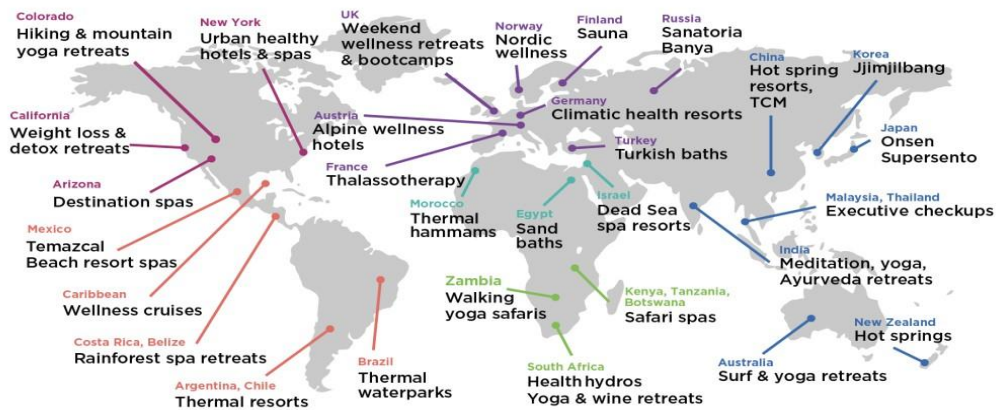 Colorado
Hiking & mountain
yoga retreats
New York
Urban healthy
hotels & spas
UK
Weekend
wellness retreats
& bootcamps
Norway
Nordic
wellness
Finland
Sauna
Russia
Sanatoria
Banya
China
Hot spring
resorts,
TCM
Korea
Jjimjilbang
California
Weight loss &
detox retreats
Austria
Alpine wellness
hotels
Germany
Climatic health resorts
Japan
Onsen
Supersento
France
Thalassotherapy
Turkey
Turkish baths
Arizona
Destination spas
Morocco
Thermal
hammams
Egypt
Sand
baths
Israel
Dead Sea
spa resorts
Malaysia, Thailand
Executive checkups
Mexico
Temazcal
Beach resort spas
India
Meditation, yoga,
Ayurveda retreats
Caribbean
Wellness cruises
Zambia
Walking
yoga safaris
Kenya, Tanzania,
Botswana
Safari spas
Costa Rica, Belize
Rainforest spa retreats
New Zealand
Hot springs
Argentina, Chile
Thermal resorts
Brazil
Thermal
waterparks
South Africa
Health hydros
Yoga & wine retreats
Australia
Surf & yoga retreats